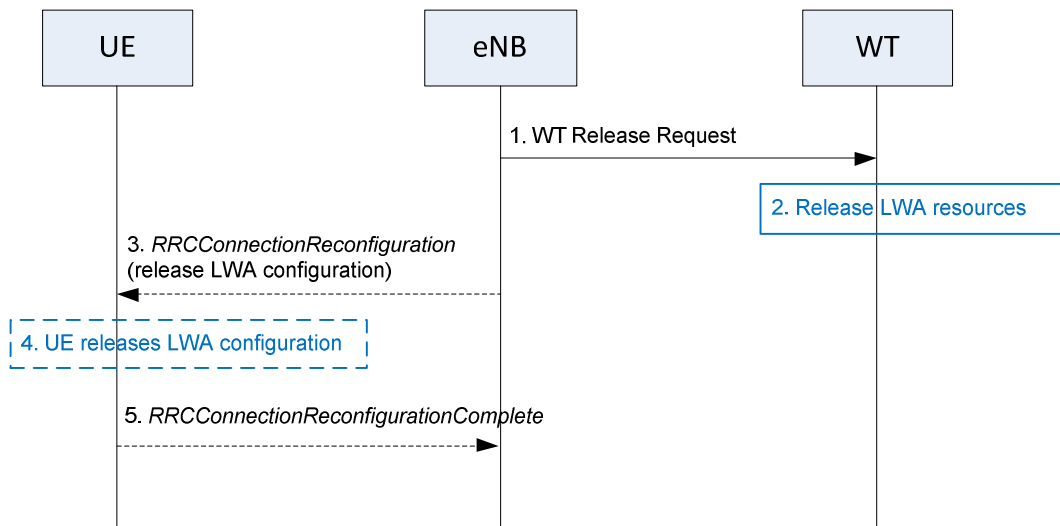 UE
eNB
WT
1. WT Release Request
2. Release LWA resources
3. RRCConnectionReconfiguration
(release LWA configuration)
4. UE releases LWA configuration
5. RRCConnectionReconfigurationComplete